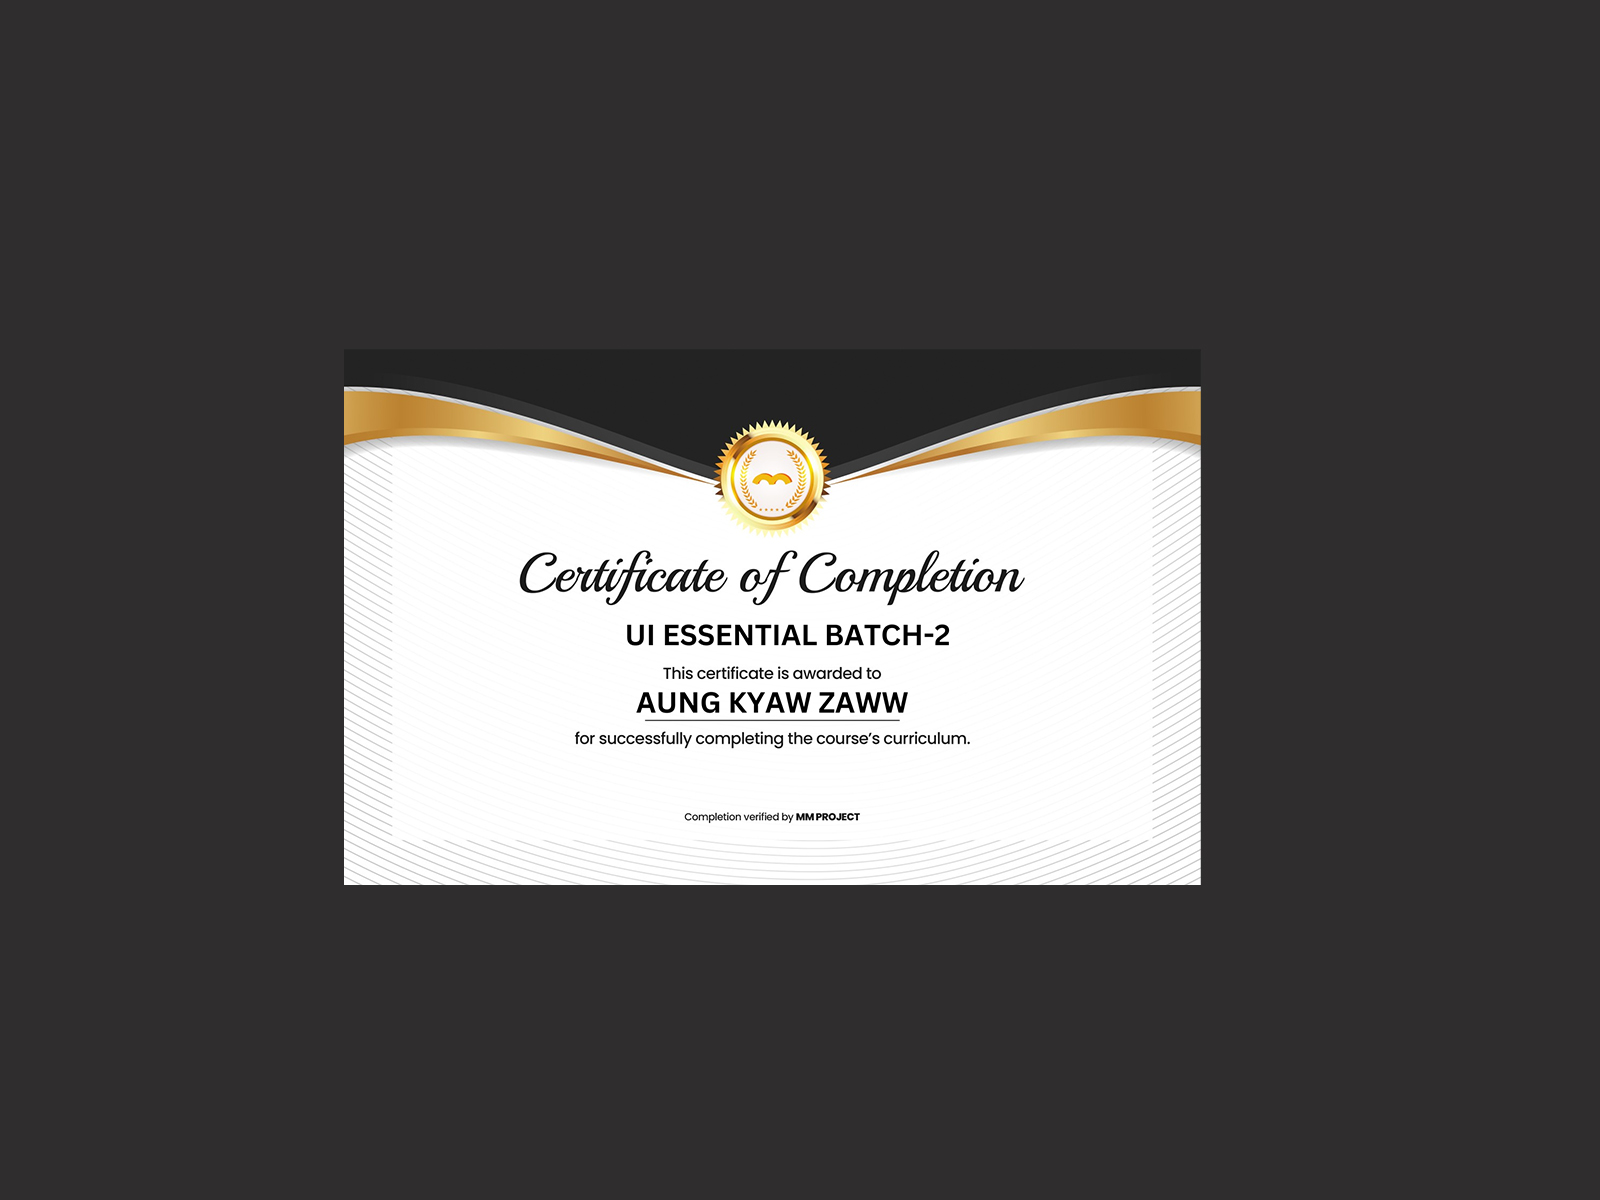 Certificate of Completion
UI ESSENTIAL BATCH-2
This certificate is awarded to
AUNG KYAW ZAWW
for successfully completing the course’s curriculum.
Completion verified by MM PROJECT